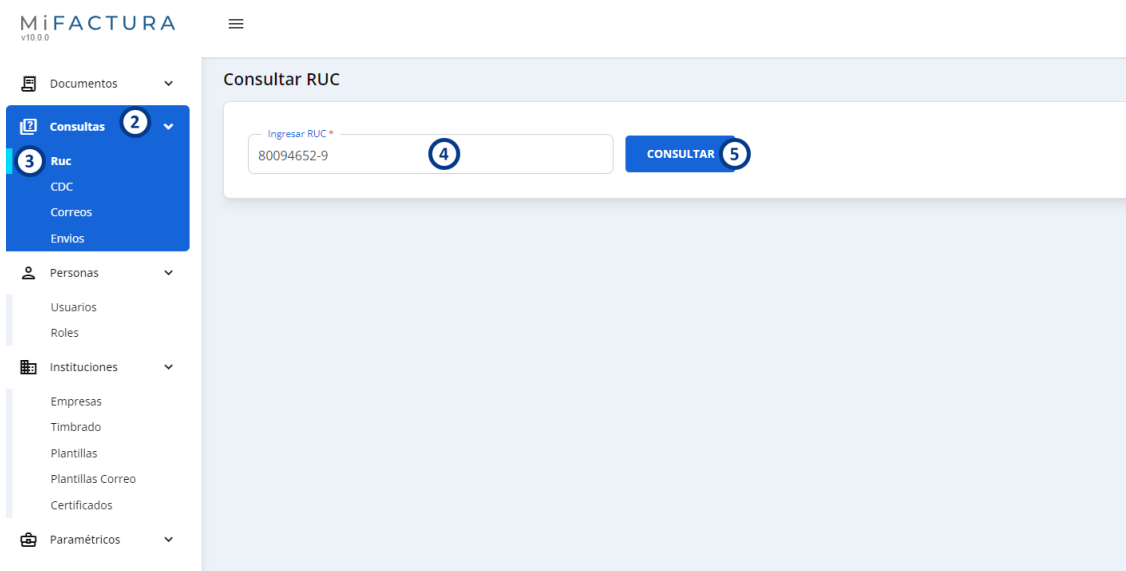 MiFACTURA
v10.0.0
Documentos
Consultas 2
3 Ruc
CDC
Correos
Envios
Personas
Usuarios
Roles
Instituciones
Empresas
Timbrado
Plantillas
Plantillas Correo
Certificados
Paramétricos
Consultar RUC
Ingresar RUC *
80094652-9 4
CONSULTAR 5